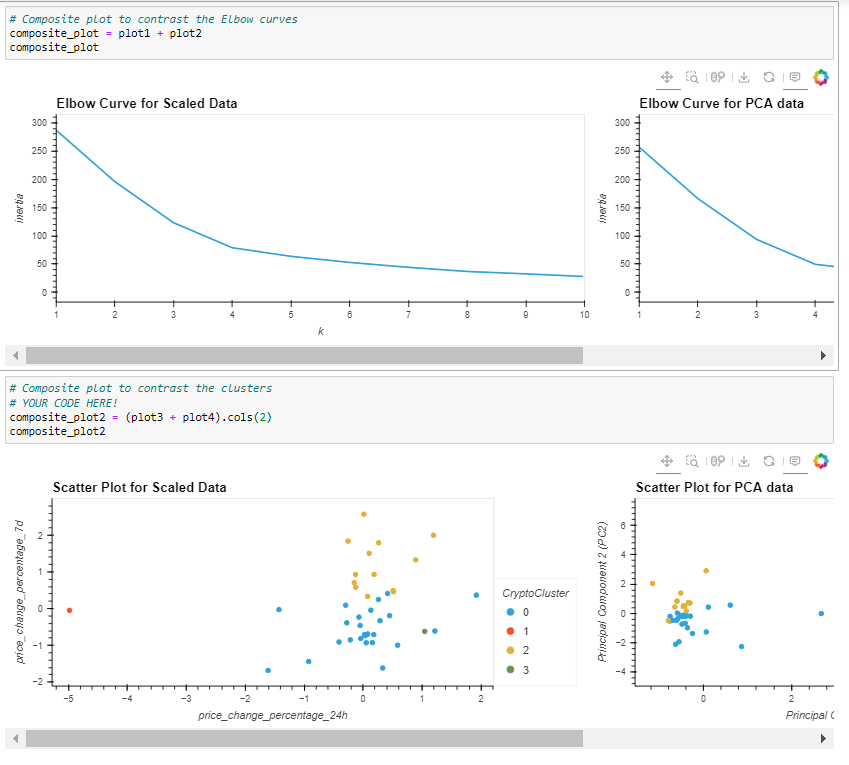 # Composite plot to contrast the Elbow curves
composite_plot = plot1 + plot2
composite_plot
Elbow Curve for Scaled Data
300
250
200
150
100
50
0
inertia
1 2 3 4 5 6 7 8 9 10
k
Elbow Curve for PCA data
300
250
200
150
100
50
0
inertia
1 2 3 4
# Composite plot to contrast the clusters
# YOUR CODE HERE!
composite_plot2 = (plot3 + plot4).cols(2)
composite_plot2
Scatter Plot for Scaled Data
2
1
0
−1
−2
price_change_percentage_7d
−5 −4 −3 −2 −1 0 1 2
price_change_percentage_24h
CryptoCluster
0
1
2
3
Scatter Plot for PCA data
6
4
2
0
−2
−4
Principal Component 2 (PC2)
0 2
Principal